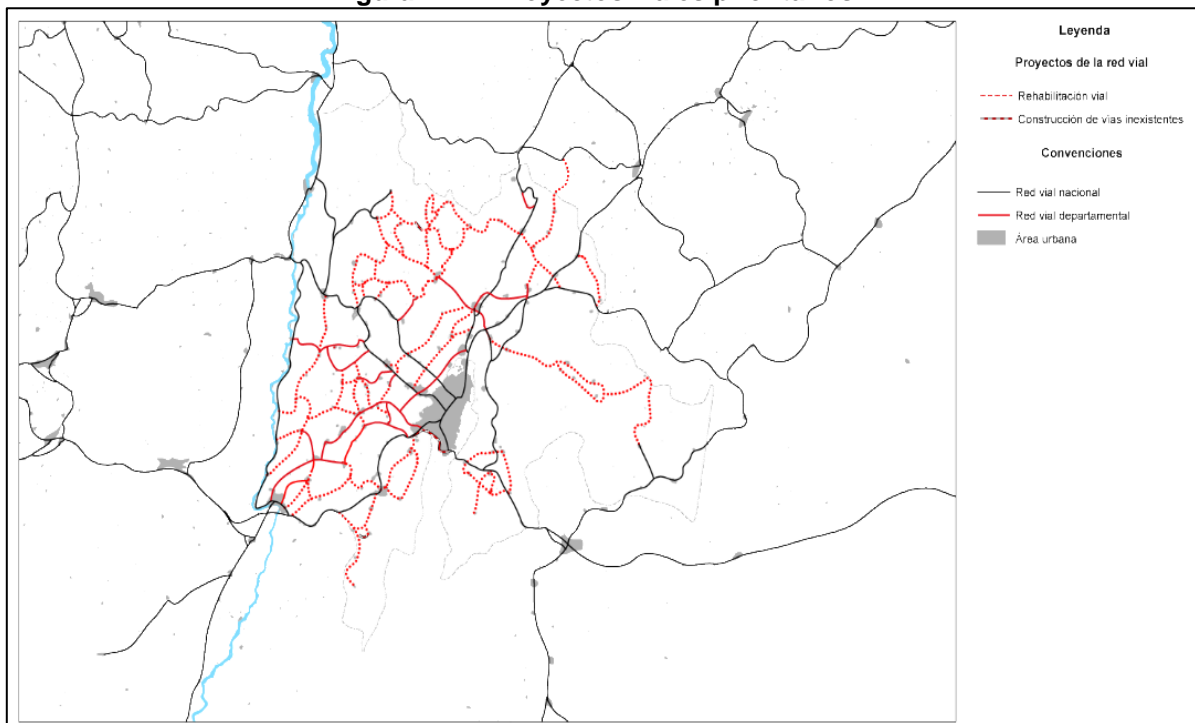 Leyenda
Proyectos de la red vial
Rehabilitación vial
Construcción de vías inexistentes
Convenciones
Red vial nacional
Red vial departamental
Área urbana